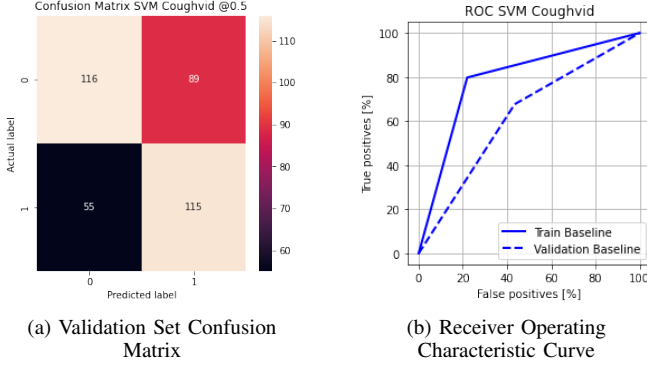 Confusion Matrix SVM Coughvid @0.5
Actual label
0
1
116
89
55
115
0
1
Predicted label
110
100
90
80
70
60
(a) Validation Set Confusion
Matrix
ROC SVM Coughvid
True positives [%]
100
80
60
40
20
0
Train Baseline
Validation Baseline
0
20
40
60
80
100
False positives [%]
(b) Receiver Operating
Characteristic Curve